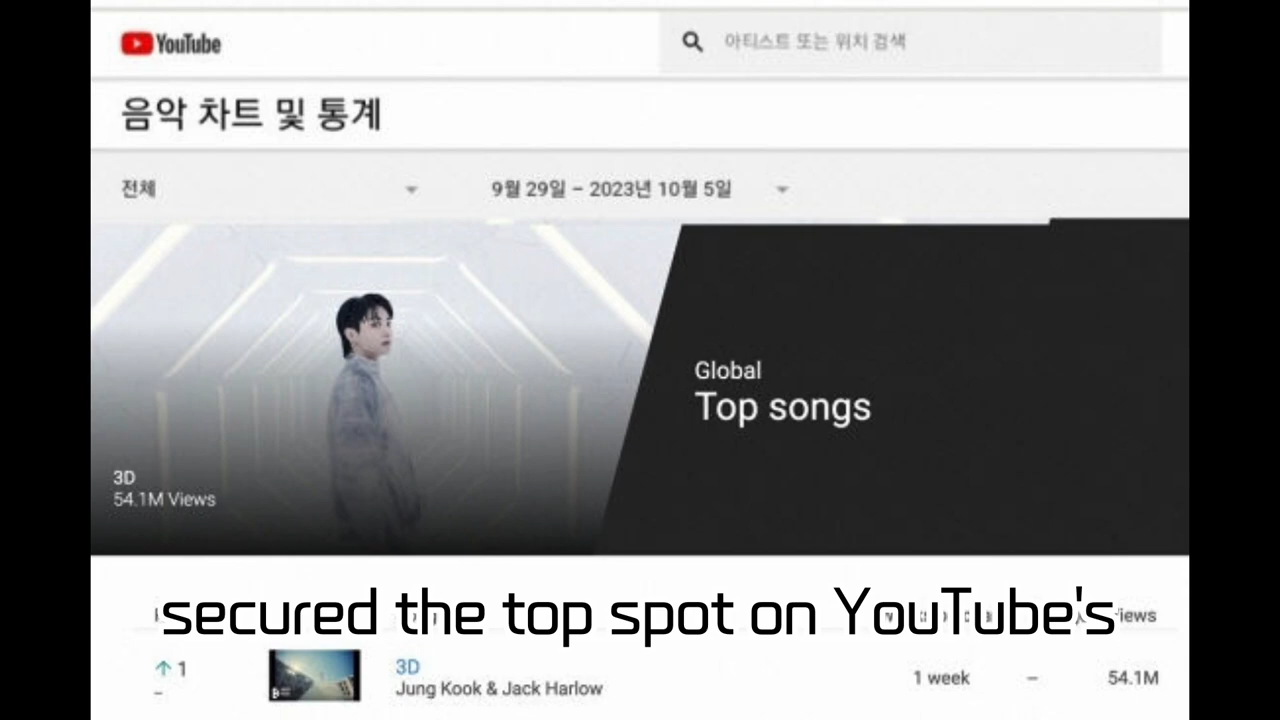 YouTube
아티스트 또는 위치 검색
음악 차트 및 통계
전체
9월 29일 – 2023년 10월 5일
Global
Top songs
3D
54.1M Views
secured the top spot on YouTube's
1
3D
Jung Kook & Jack Harlow
1 week
–
54.1M
–